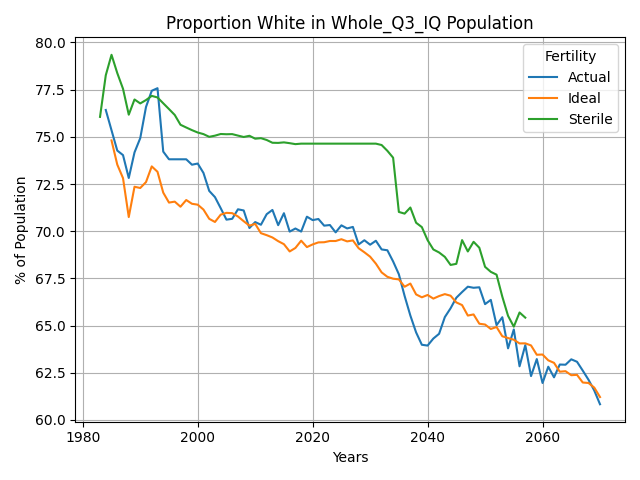 Proportion White in Whole_Q3_IQ Population
% of Population
80.0
77.5
75.0
72.5
70.0
67.5
65.0
62.5
60.0
Fertility
Actual
Ideal
Sterile
1980
2000
2020
2040
2060
Years